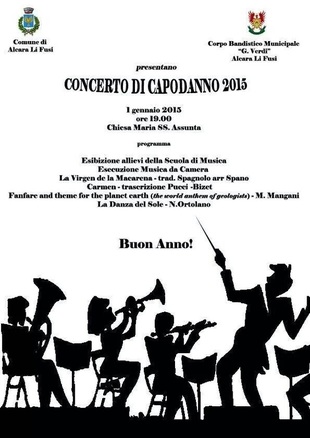 Comune di
Alcara Li Fusi
Corpo Bandistico Municipale
"G. Verdi"
Alcara Li Fusi
presentano
CONCERTO DI CAPODANNO 2015
1 gennaio 2015
ore 19.00
Chiesa Maria SS. Assunta
programma
Esibizione allievi della Scuola di Musica
Esecuzione Musica da Camera
La Virgen de la Macarena - trad. Spagnolo arr Spano
Carmen - trascrizione Pucci -Bizet
Fanfare and theme for the planet earth (the world anthem of geologists) - M. Mangani
La Danza del Sole - N.Ortolano
Buon Anno!